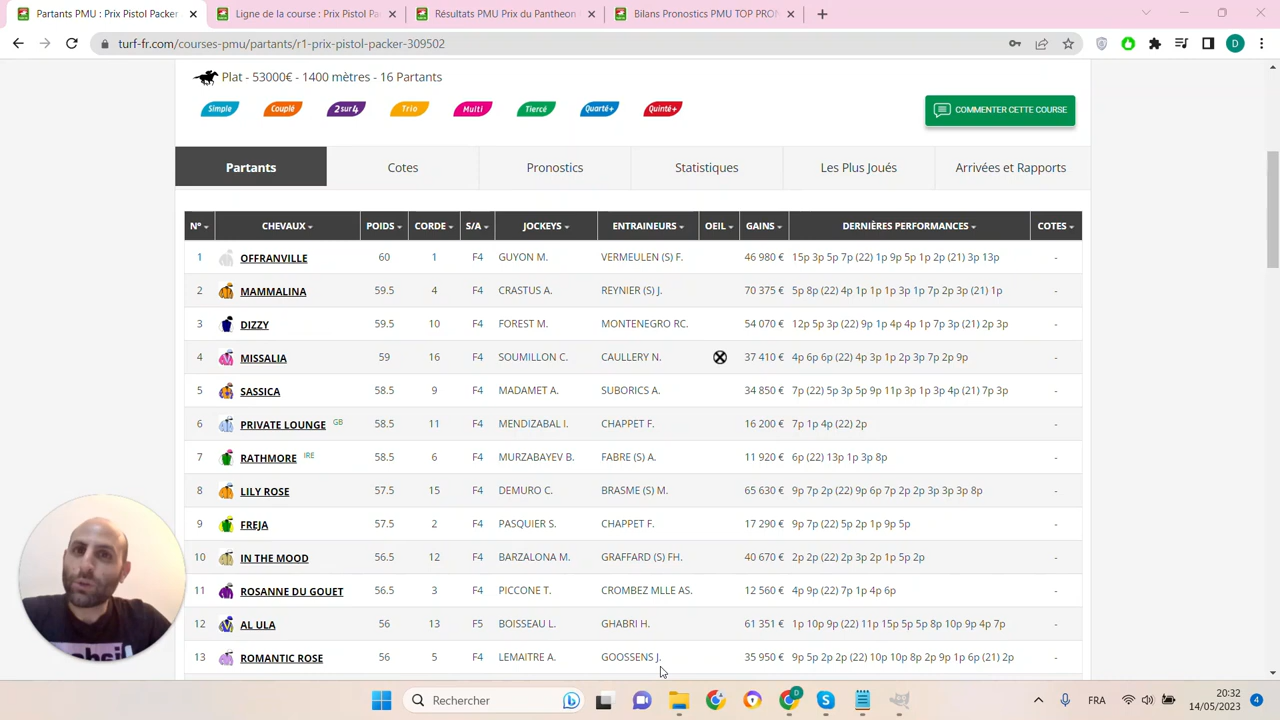 Partants PMU : Prix Pistol Packer
Ligne de la course : Prix Pistol Pa
Résultats PMU Prix du Pantheon
Bilans Pronostics PMU TOP PRON
turf-fr.com/courses-pmu/partants/r1-prix-pistol-packer-309602
D
Plat - 53000€ - 1400 mètres - 16 Partants
Simple Couplé 2sur4 Trio Multi Tiercé Quarté+ Quinté+
COMMENTER CETTE COURSE
Partants Cotes Pronostics Statistiques Les Plus Joués Arrivées et Rapports
N° CHEVAUX POIDS CORDE S/A JOCKEYS ENTRAINEURS OEIL GAINS DERNIÈRES PERFORMANCES COTES
1 OFFRANVILLE 60 1 F4 GUYON M. VERMEULEN (S) F. 46 980 € 15p 3p 5p 7p (22) 1p 9p 5p 1p 2p (21) 3p 13p -
2 MAMMALINA 59.5 4 F4 CRASTUS A. REYNIER (S) J. 70 375 € 5p 8p (22) 4p 1p 1p 1p 3p 1p 7p 2p 3p (21) 1p -
3 DIZZY 59.5 10 F4 FOREST M. MONTENEGRO RC. 54 070 € 12p 5p 3p (22) 9p 1p 4p 4p 1p 7p 3p (21) 2p 3p -
4 MISSALIA 59 16 F4 SOUMILLON C. CAULLERY N. 37 410 € 4p 6p 6p (22) 4p 3p 1p 2p 3p 7p 2p 9p -
5 SASSICA 58.5 9 F4 MADAMET A. SUBORICS A. 34 850 € 7p (22) 5p 3p 5p 9p 11p 3p 1p 3p 4p (21) 7p 3p -
6 PRIVATE LOUNGE GB 58.5 11 F4 MENDIZABAL I. CHAPPET F. 16 200 € 7p 1p 4p (22) 2p -
7 RATHMORE IRE 58.5 6 F4 MURZABAYEV B. FABRE (S) A. 11 920 € 6p (22) 13p 1p 3p 8p -
8 LILY ROSE 57.5 15 F4 DEMURO C. BRASME (S) M. 65 630 € 9p 7p 2p (22) 9p 6p 7p 2p 2p 3p 3p 3p 8p -
9 FREJA 57.5 2 F4 PASQUIER S. CHAPPET F. 17 290 € 9p 7p (22) 5p 2p 1p 9p 5p -
10 IN THE MOOD 56.5 12 F4 BARZALONA M. GRAFFARD (S) FH. 40 670 € 2p 2p (22) 2p 3p 2p 1p 5p 2p -
11 ROSANNE DU GOUET 56.5 3 F4 PICCONE T. CROMBEZ MLLE AS. 12 560 € 4p 9p (22) 7p 1p 4p 6p -
12 AL ULA 56 13 F5 BOISSEAU L. GHABRI H. 61 351 € 1p 10p 9p (22) 11p 15p 5p 5p 8p 10p 9p 4p 7p -
13 ROMANTIC ROSE 56 5 F4 LEMAITRE A. GOOSSENS J. 35 950 € 9p 5p 2p 2p (22) 10p 10p 8p 2p 9p 1p 6p (21) 2p -
Rechercher
FRA
20:32
14/05/2023
4